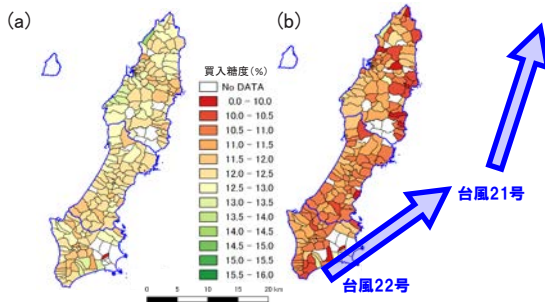 (a)
(b)
買入糖度(%)
No DATA
0.0 - 10.0
10.0 - 10.5
10.5 - 11.0
11.0 - 11.5
11.5 - 12.0
12.0 - 12.5
12.5 - 13.0
13.0 - 13.5
13.5 - 14.0
14.0 - 14.5
14.5 - 15.0
15.0 - 15.5
15.5 - 16.0
0 5 10 20 km
台風21号
台風22号